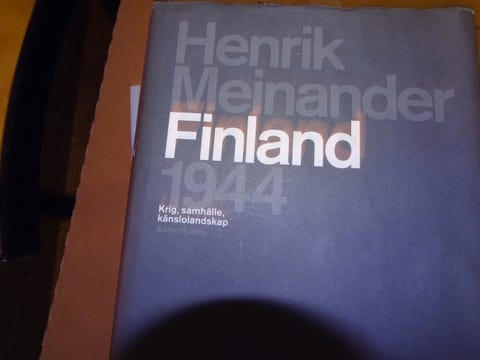 Henrik
Meinander
Finland
1944
Krig, samhälle,
känslolandskap
Söderströms